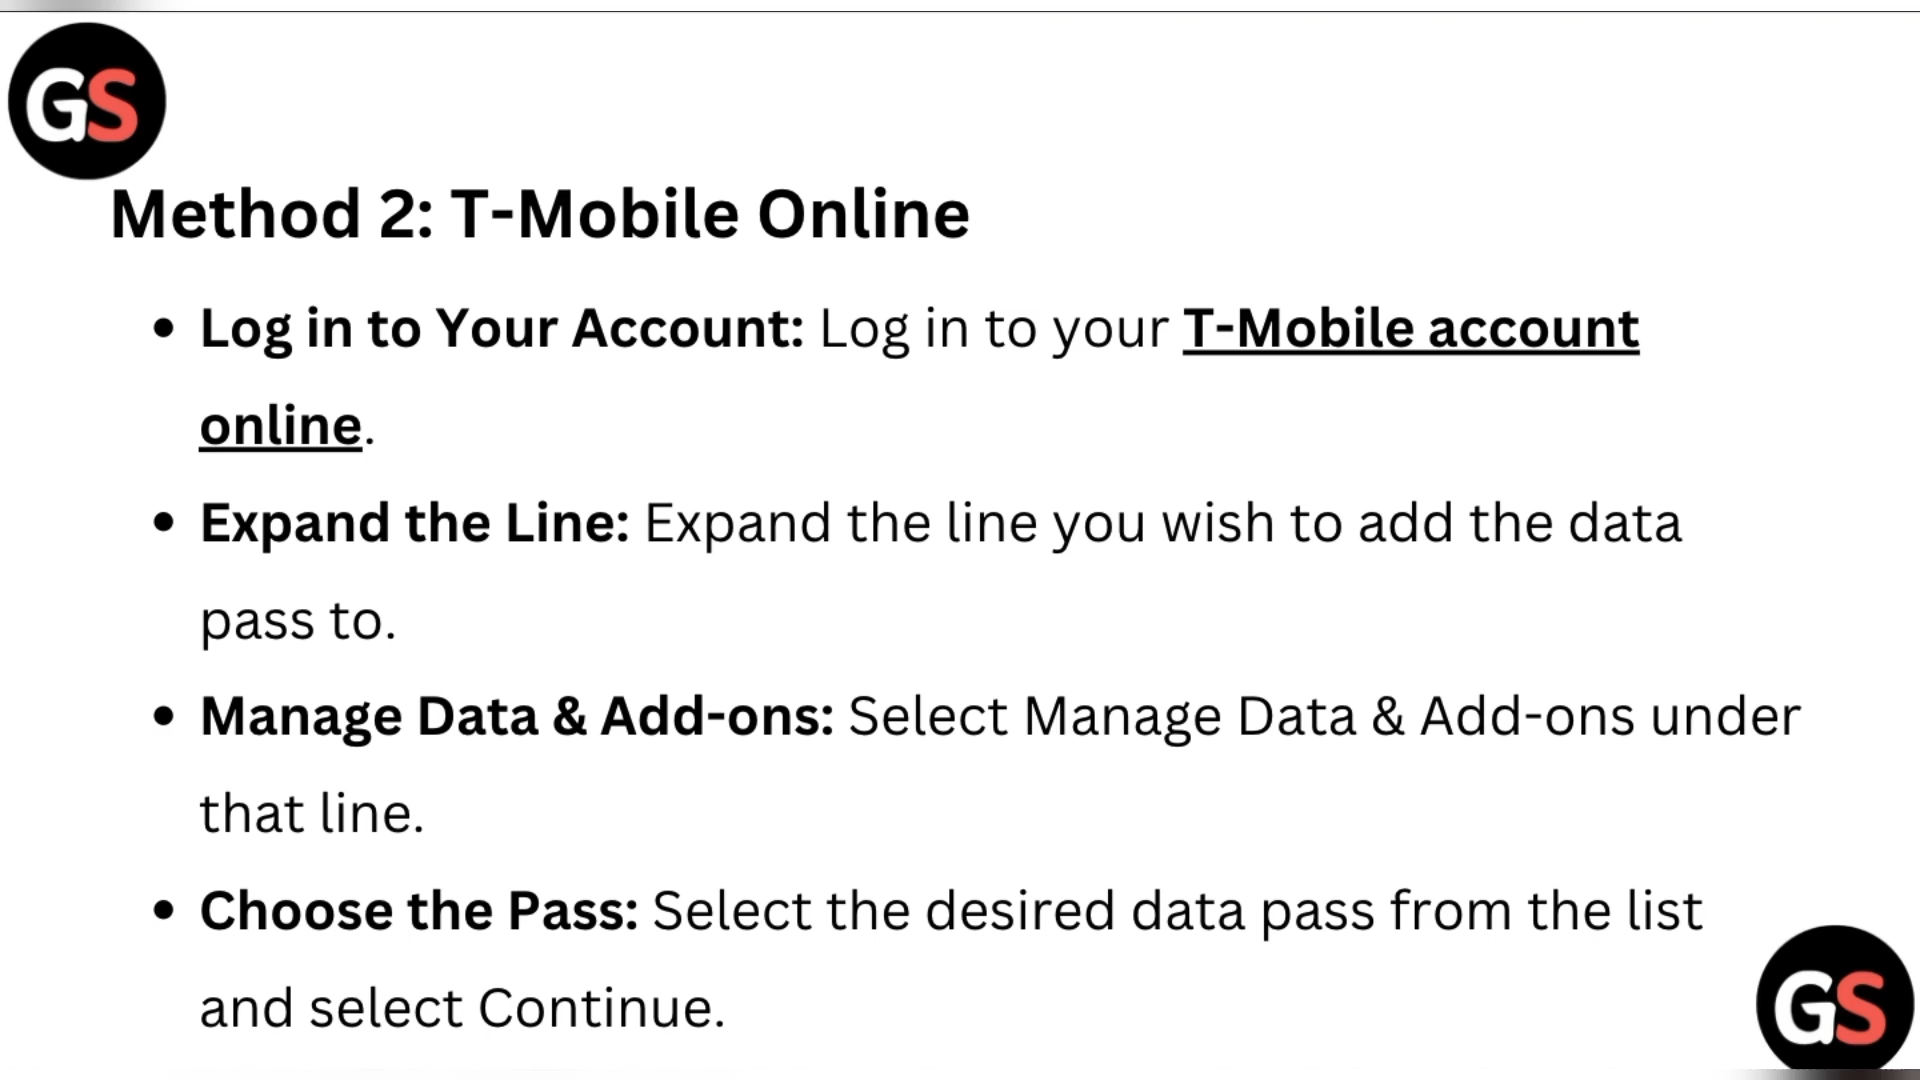 GS
Method 2: T-Mobile Online
• Log in to Your Account: Log in to your T-Mobile account
online.
• Expand the Line: Expand the line you wish to add the data
pass to.
• Manage Data & Add-ons: Select Manage Data & Add-ons under
that line.
• Choose the Pass: Select the desired data pass from the list
and select Continue.
GS